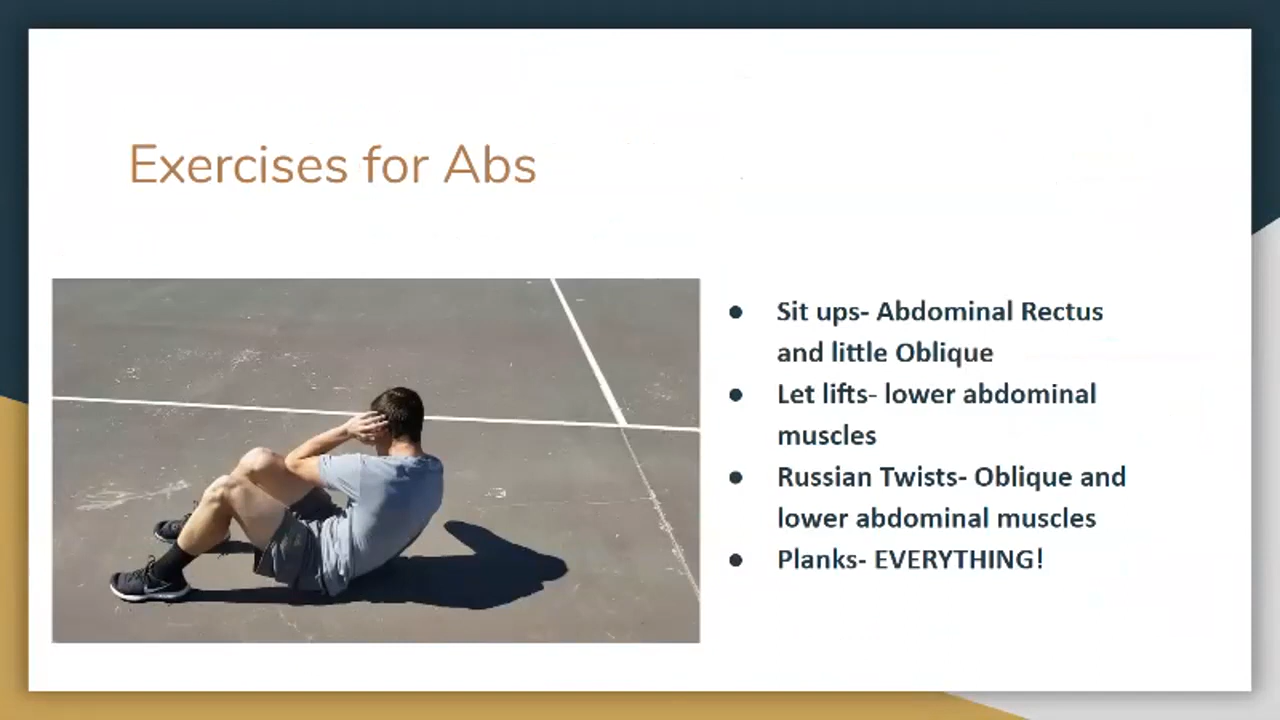 Exercises for Abs
● Sit ups- Abdominal Rectus
and little Oblique
● Let lifts- lower abdominal
muscles
● Russian Twists- Oblique and
lower abdominal muscles
● Planks- EVERYTHING!